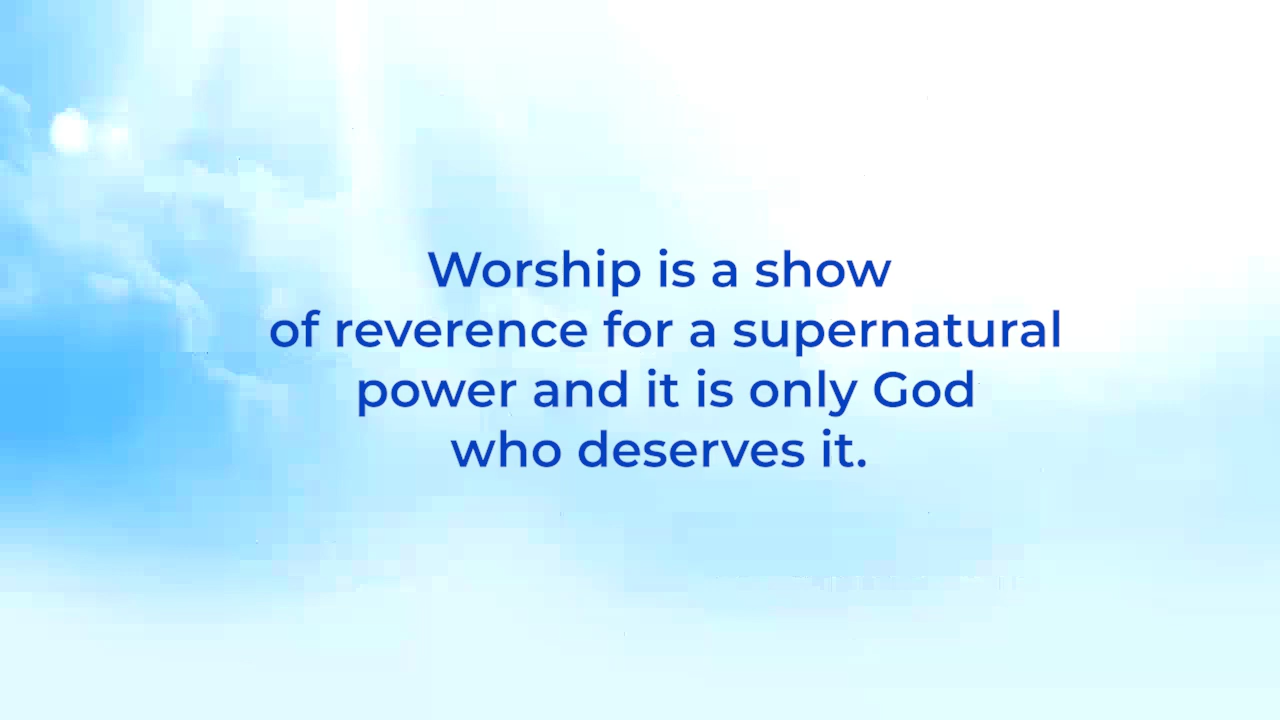 Worship is a show
of reverence for a supernatural
power and it is only God
who deserves it.